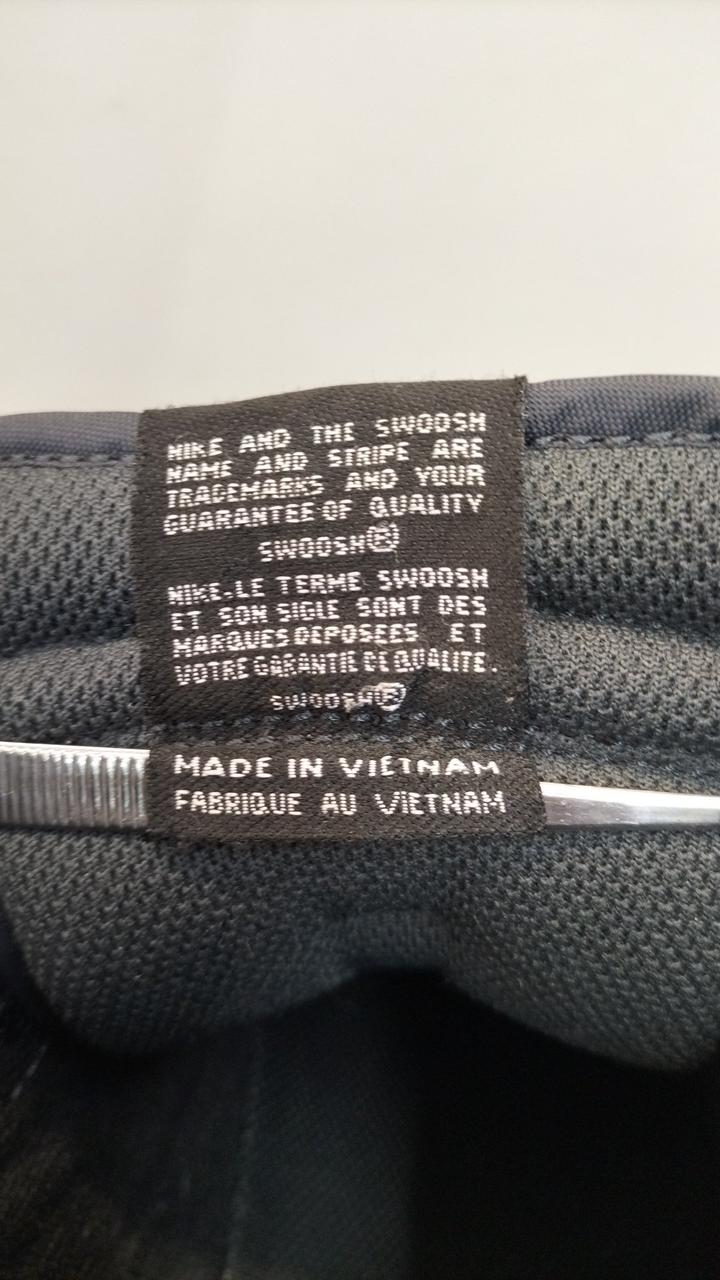 NIKE AND THE SWOOSH
NAME AND STRIPE ARE
TRADEMARKS AND YOUR
GUARANTEE OF QUALITY
SWOOSH®
NIKE-LE TERME SWOOSH
ET SON SIGLE SONT DES
MARQUES DEPOSEES ET
VOTRE GARANTIE DE QUALITE.
SWOOSH®
MADE IN VIETNAM
FABRIQUE AU VIETNAM